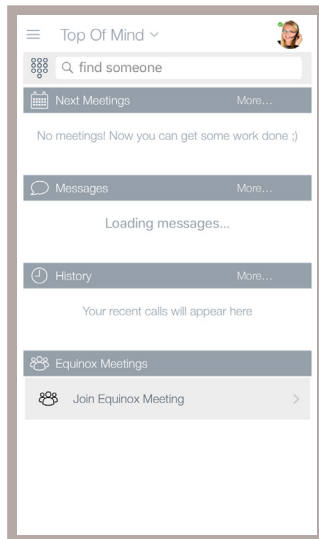 Top Of Mind
find someone
Next Meetings More...
No meetings! Now you can get some work done ;)
Messages More...
Loading messages...
History More...
Your recent calls will appear here
Equinox Meetings
Join Equinox Meeting